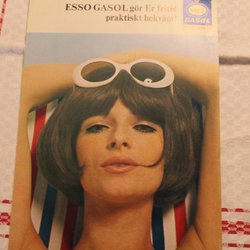 ESSO GASOL gör Er fritid
praktiskt bekväm!
GASOL